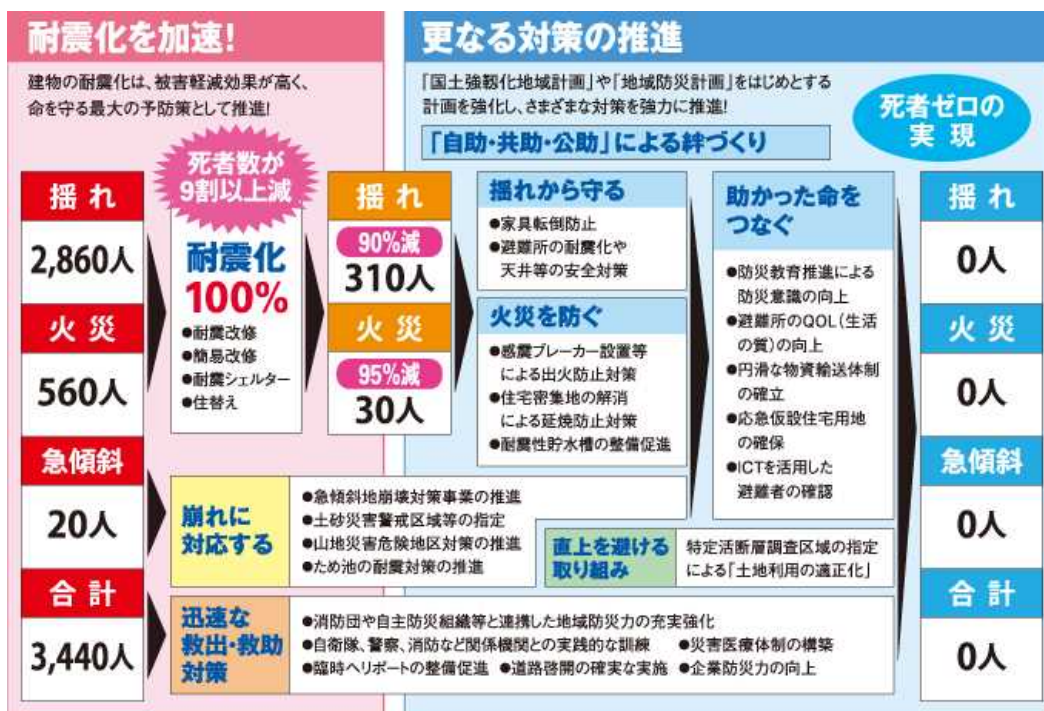 耐震化を加速!
建物の耐震化は、被害軽減効果が高く、
命を守る最大の予防策として推進!
更なる対策の推進
「国土強靱化地域計画」や「地域防災計画」をはじめとする
計画を強化し、さまざまな対策を強力に推進!
死者ゼロの
実現
「自助・共助・公助」による絆づくり
揺れ
2,860人
火災
560人
急傾斜
20人
合計
3,440人
死者数が
9割以上減
耐震化
100%
●耐震改修
●簡易改修
●耐震シェルター
●住替え
揺れ
90%減
310人
火災
95%減
30人
揺れから守る
●家具転倒防止
●避難所の耐震化や
天井等の安全対策
火災を防ぐ
●感震ブレーカー設置等
による出火防止対策
●住宅密集地の解消
による延焼防止対策
●耐震性貯水槽の整備促進
助かった命を
つなぐ
●防災教育推進による
防災意識の向上
●避難所のQOL(生活
の質)の向上
●円滑な物資輸送体制
の確立
●応急仮設住宅用地
の確保
●ICTを活用した
避難者の確認
崩れに
対応する
●急傾斜地崩壊対策事業の推進
●土砂災害警戒区域等の指定
●山地災害危険地区対策の推進
●ため池の耐震対策の推進
直上を避ける
取り組み
特定活断層調査区域の指定
による「土地利用の適正化」
迅速な
救出・救助
対策
●消防団や自主防災組織等と連携した地域防災力の充実強化
●自衛隊、警察、消防など関係機関との実践的な訓練 ●災害医療体制の構築
●臨時ヘリポートの整備促進 ●道路啓開の確実な実施 ●企業防災力の向上
揺れ
0人
火災
0人
急傾斜
0人
合計
0人